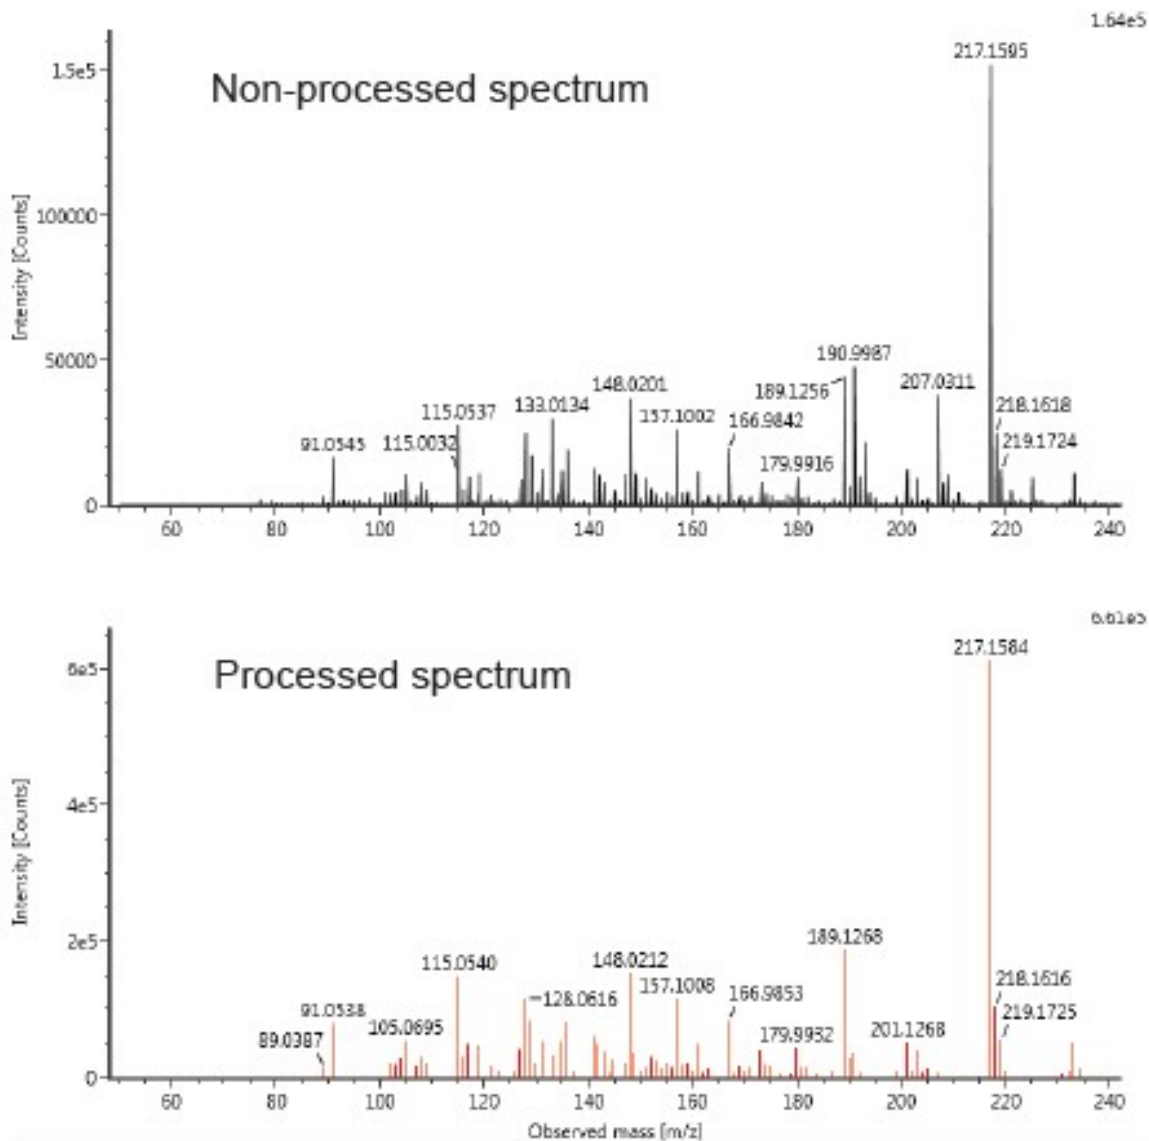 1.64e5
217.1595
1.5e5
Non-processed spectrum
Intensity [Counts]
100000
50000
190.9987
148.0201
189.1256
207.0311
133.0134
218.1618
115.0537
157.1002
166.9842
91.0545
115.0032
219.1724
179.9916
0
60 80 100 120 140 160 180 200 220 240
6.61e5
217.1584
6e5
Processed spectrum
Intensity [Counts]
4e5
2e5
189.1268
115.0540
148.0212
157.1008
218.1616
128.0616
166.9853
91.0538
219.1725
89.0387
105.0695
179.9932
201.1268
0
60 80 100 120 140 160 180 200 220 240
Observed mass [m/z]